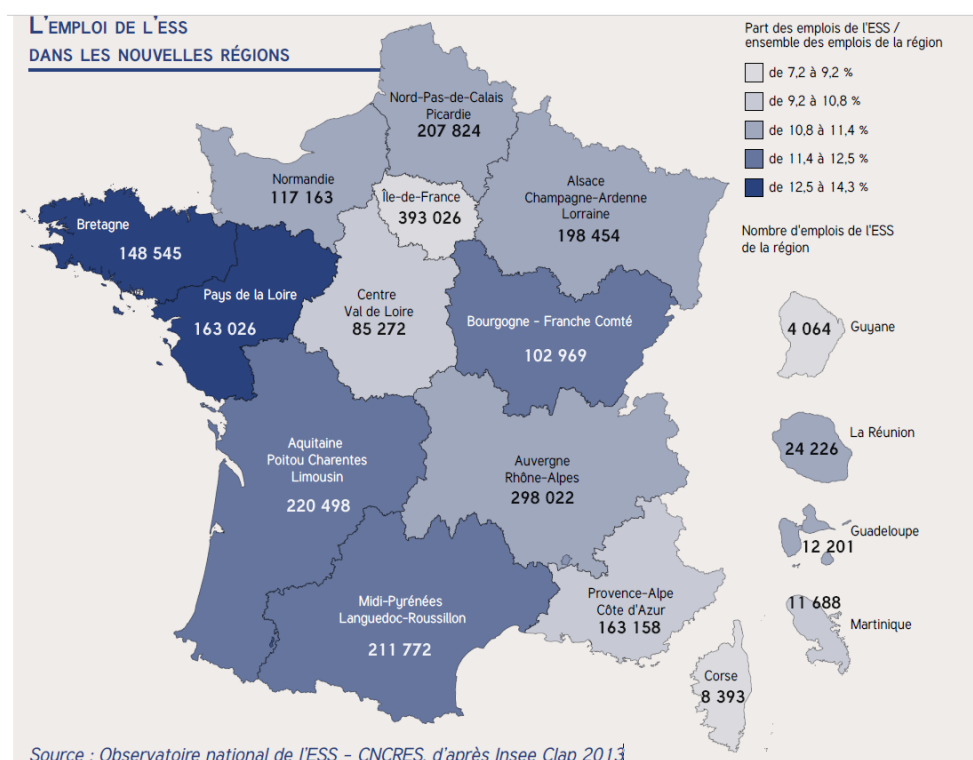 L'EMPLOI DE L'ESS
DANS LES NOUVELLES RÉGIONS
Part des emplois de l'ESS /
ensemble des emplois de la région
de 7,2 à 9,2 %
de 9,2 à 10,8 %
de 10,8 à 11,4 %
de 11,4 à 12,5 %
de 12,5 à 14,3 %
Nombre d'emplois de l'ESS
de la région
Nord-Pas-de-Calais
Picardie
207 824
Normandie
117 163
Île-de-France
393 026
Alsace
Champagne-Ardenne
Lorraine
198 454
Bretagne
148 545
Pays de la Loire
163 026
Centre
Val de Loire
85 272
Bourgogne - Franche Comté
102 969
Aquitaine
Poitou Charentes
Limousin
220 498
Auvergne
Rhône-Alpes
298 022
Midi-Pyrénées
Languedoc-Roussillon
211 772
Provence-Alpe
Côte d'Azur
163 158
Corse
8 393
4 064
Guyane
La Réunion
24 226
Guadeloupe
12 201
11 688
Martinique
Source : Observatoire national de l'ESS - CNCRES, d'après Insee Clap 2013